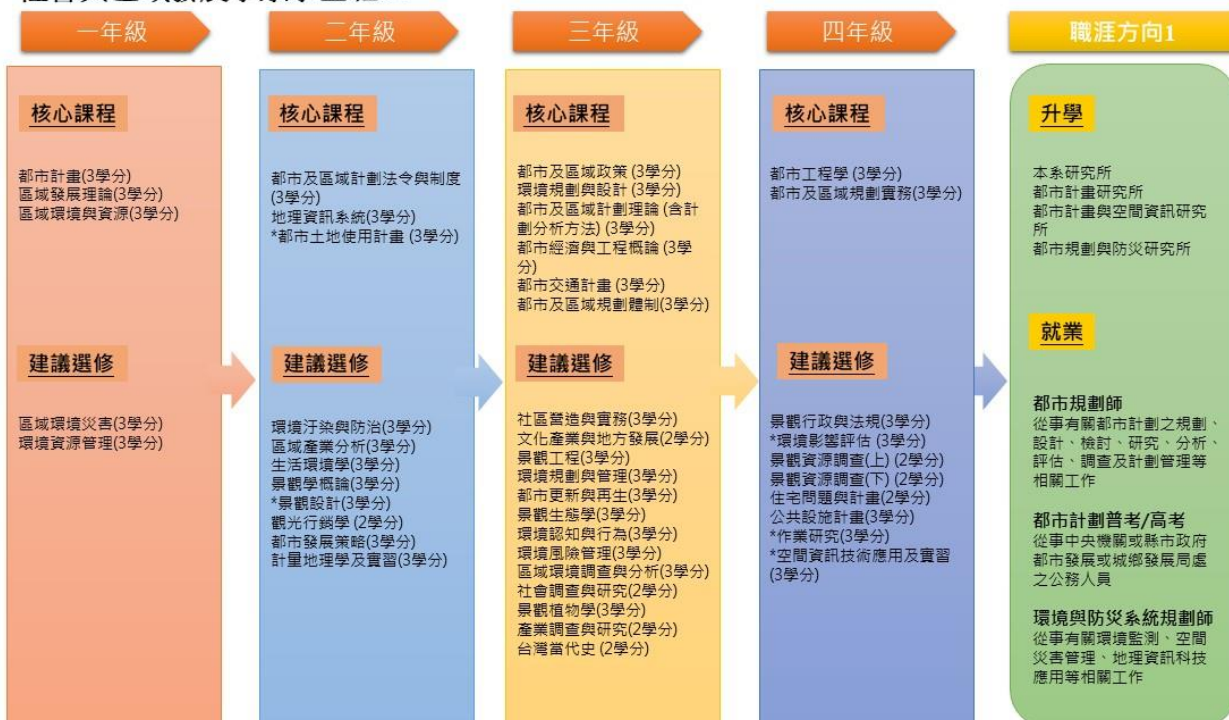 一年級
核心課程
都市計畫(3學分)
區域發展理論(3學分)
區域環境與資源(3學分)
建議選修
區域環境災害(3學分)
環境資源管理(3學分)
二年級
核心課程
都市及區域計劃法令與制度
(3學分)
地理資訊系統(3學分)
*都市土地使用計畫 (3學分)
建議選修
環境汙染與防治(3學分)
區域產業分析(3學分)
生活環境學(3學分)
景觀學概論(3學分)
*景觀設計(3學分)
觀光行銷學 (2學分)
都市發展策略(3學分)
計量地理學及實習(3學分)
三年級
核心課程
都市及區域政策 (3學分)
環境規劃與設計 (3學分)
都市及區域計劃理論 (含計
劃分析方法) (3學分)
都市經濟與工程概論 (3學
分)
都市交通計畫 (3學分)
都市及區域規劃體制(3學分)
建議選修
社區營造與實務(3學分)
文化產業與地方發展(2學分)
景觀工程(3學分)
環境規劃與管理(3學分)
都市更新與再生(3學分)
景觀生態學(3學分)
環境認知與行為(3學分)
環境風險管理(3學分)
區域環境調查與分析(3學分)
社會調查與研究(2學分)
景觀植物學(3學分)
產業調查與研究(2學分)
台灣當代史 (2學分)
四年級
核心課程
都市工程學 (3學分)
都市及區域規劃實務(3學分)
建議選修
景觀行政與法規(3學分)
*環境影響評估 (3學分)
景觀資源調查(上) (2學分)
景觀資源調查(下) (2學分)
住宅問題與計畫(2學分)
公共設施計畫(3學分)
*作業研究(3學分)
*空間資訊技術應用及實習
(3學分)
職涯方向1
升學
本系研究所
都市計畫研究所
都市計畫與空間資訊研究
所
都市規劃與防災研究所
就業
都市規劃師
從事有關都市計劃之規劃、
設計、檢討、研究、分析、
評估、調查及計劃管理等
相關工作
都市計劃普考/高考
從事中央機關或縣市政府
都市發展或城鄉發展局處
之公務人員
環境與防災系統規劃師
從事有關環境監測、空間
災害管理、地理資訊科技
應用等相關工作